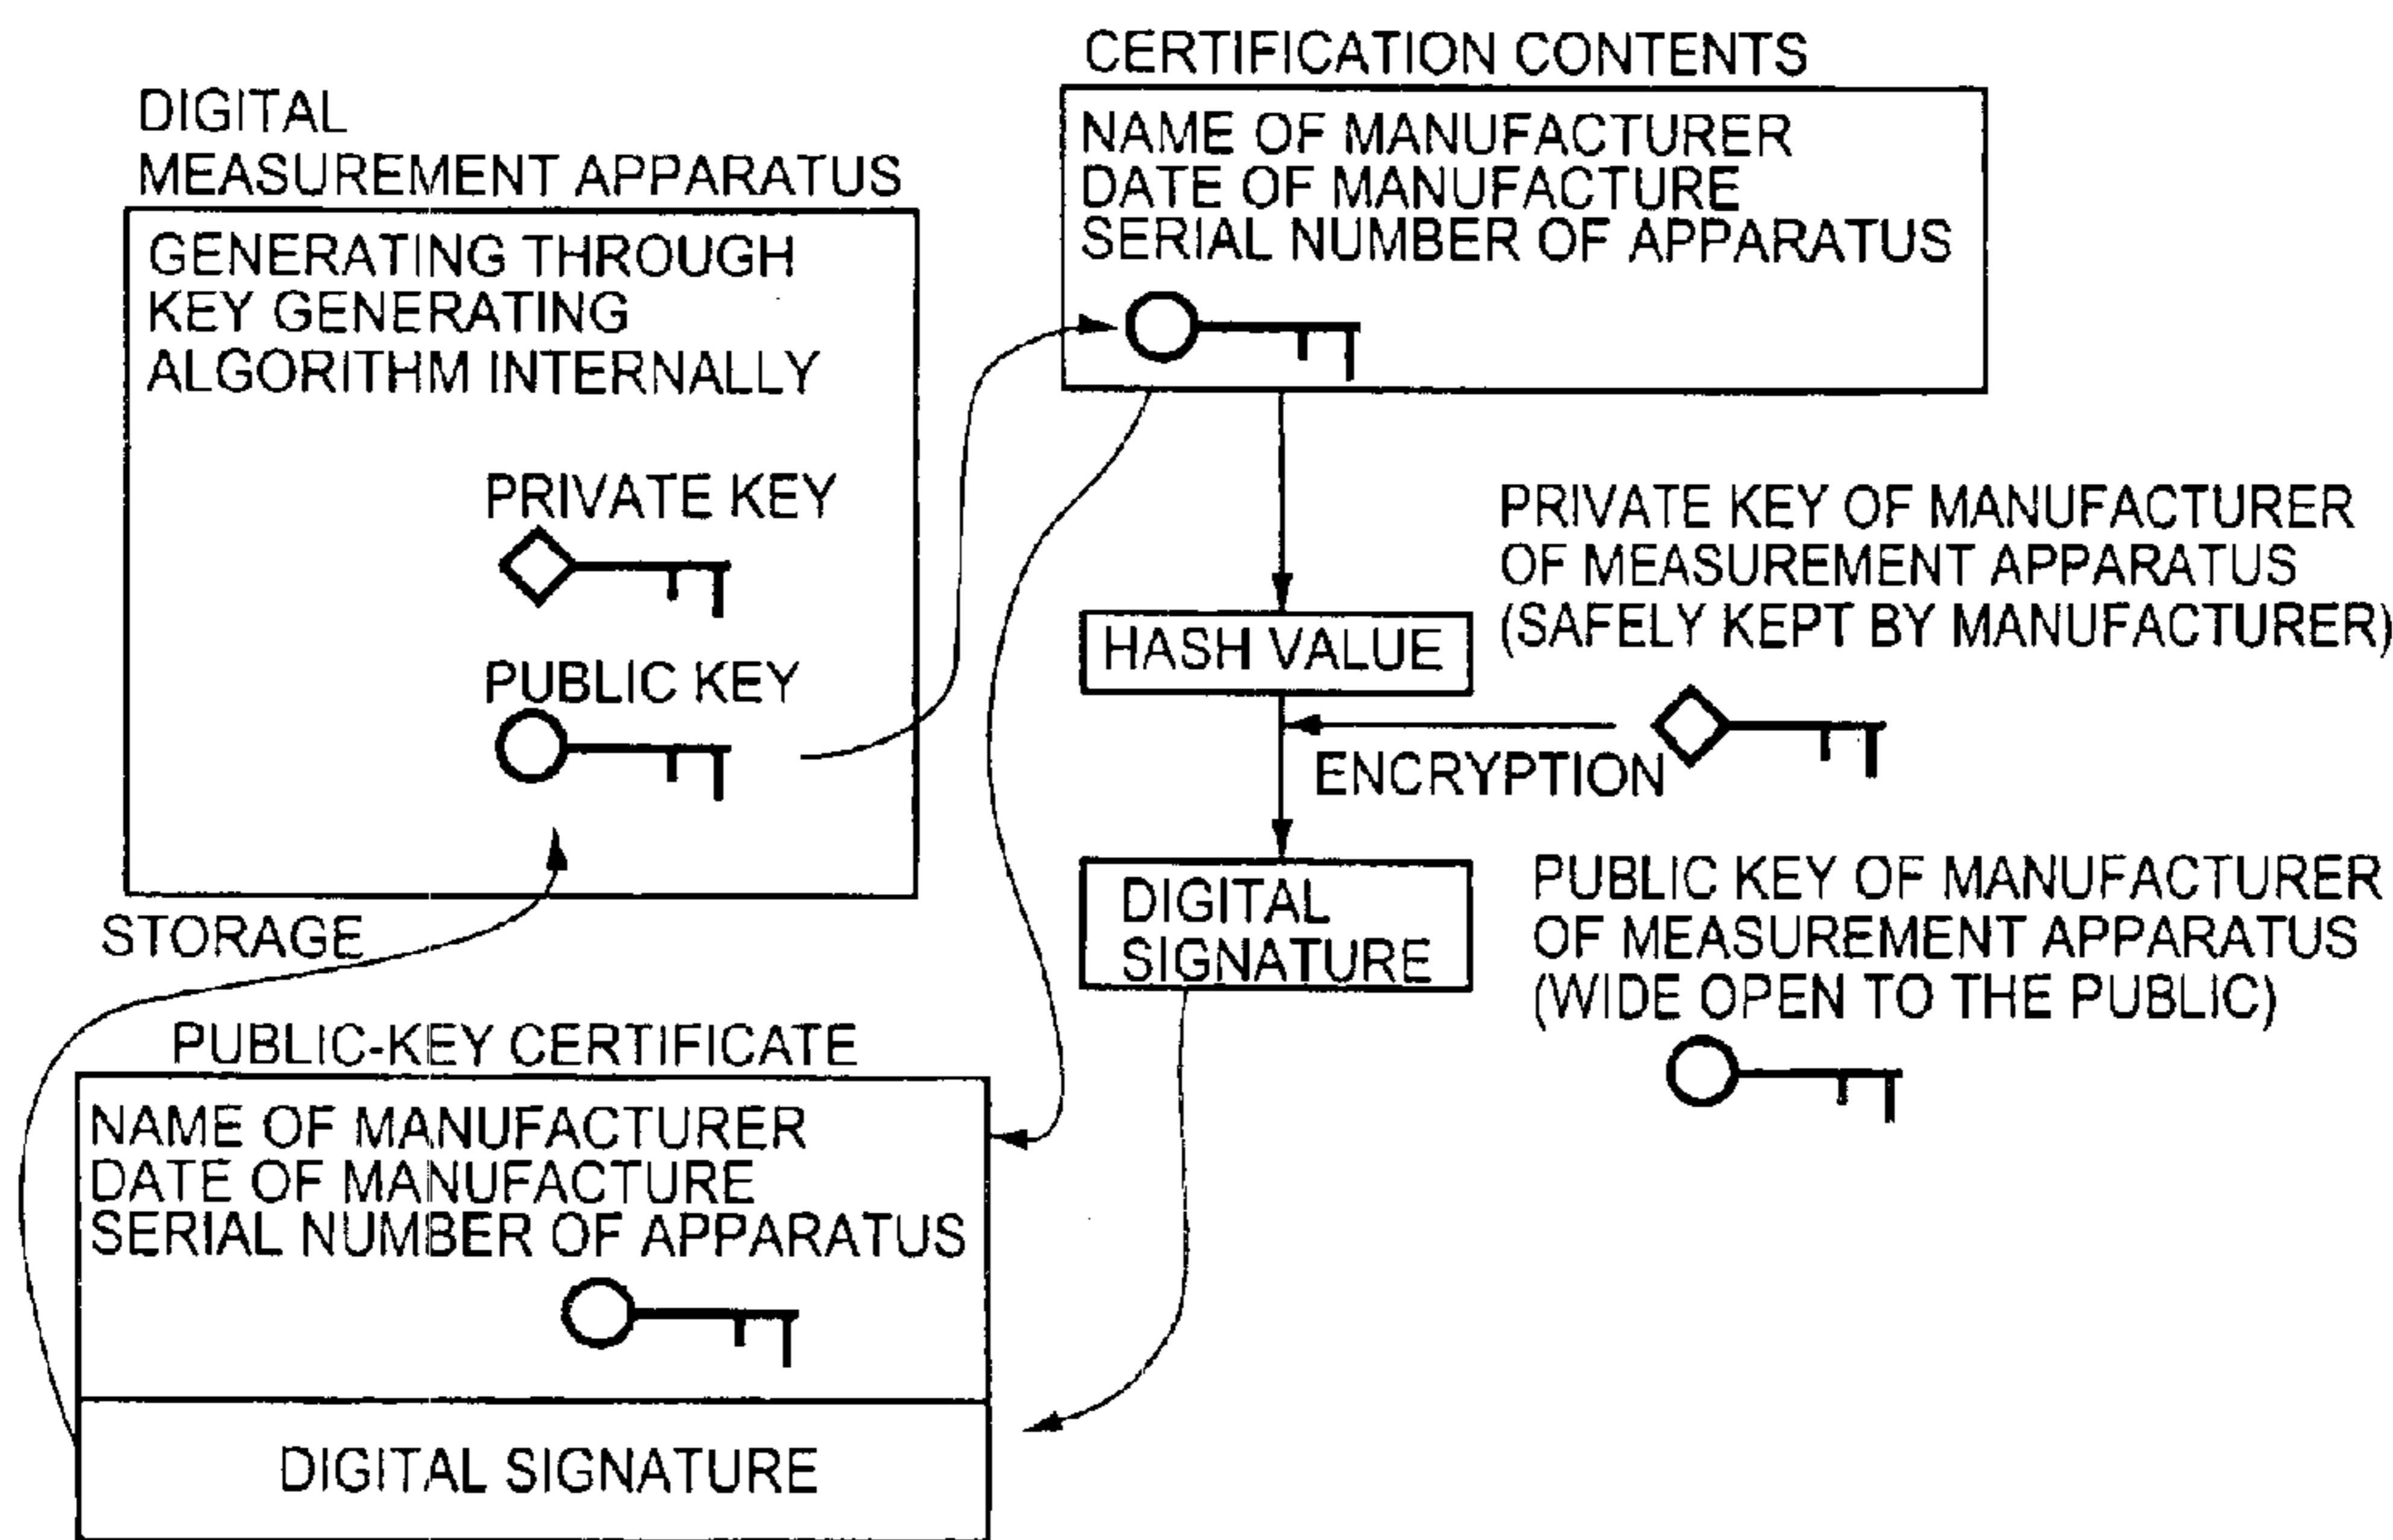 DIGITAL
MEASUREMENT APPARATUS
GENERATING THROUGH
KEY GENERATING
ALGORITHM INTERNALLY
PRIVATE KEY
PUBLIC KEY
STORAGE
CERTIFICATION CONTENTS
NAME OF MANUFACTURER
DATE OF MANUFACTURE
SERIAL NUMBER OF APPARATUS
HASH VALUE
PRIVATE KEY OF MANUFACTURER
OF MEASUREMENT APPARATUS
(SAFELY KEPT BY MANUFACTURER)
ENCRYPTION
DIGITAL
SIGNATURE
PUBLIC KEY OF MANUFACTURER
OF MEASUREMENT APPARATUS
(WIDE OPEN TO THE PUBLIC)
PUBLIC-KEY CERTIFICATE
NAME OF MANUFACTURER
DATE OF MANUFACTURE
SERIAL NUMBER OF APPARATUS
DIGITAL SIGNATURE